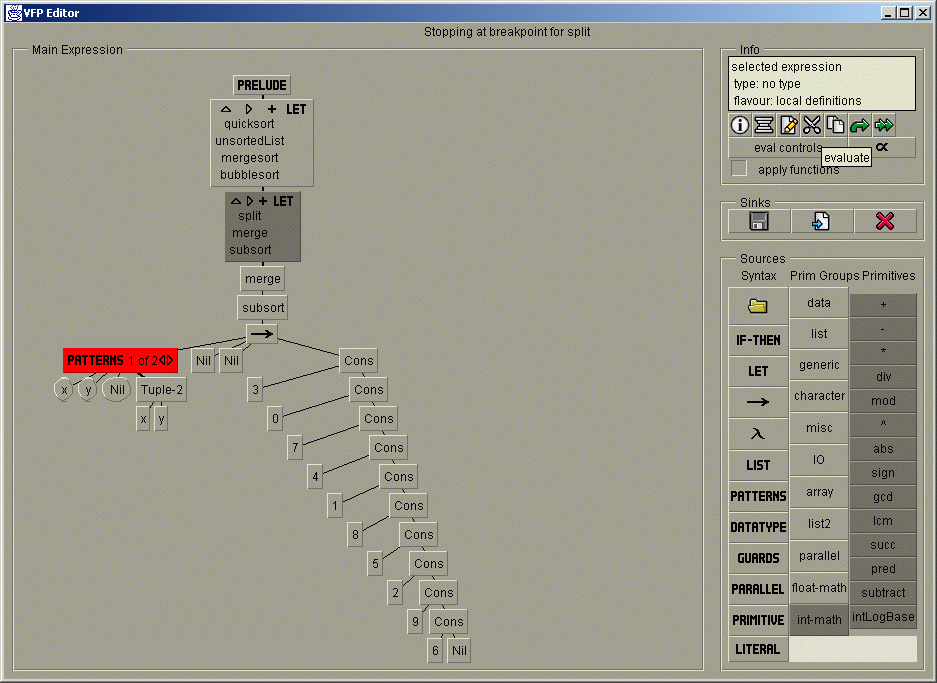 VFP Editor
Stopping at breakpoint for split
Main Expression
PRELUDE
+ LET
quicksort
unsortedList
mergesort
bubblesort
+ LET
split
merge
subsort
merge
subsort
→
PATTERNS 1 of 2 Nil Nil Cons
x y Nil Tuple-2 3 Cons
x y 0 Cons
7 Cons
4 Cons
1 Cons
8 Cons
5 Cons
2 Cons
9 Cons
6 Nil
Info
selected expression
type: no type
flavour: local definitions
eval controls ∝
evaluate
apply functions
Sinks
Sources
Syntax Prim Groups Primitives
IF-THEN
LET
→
λ
LIST
PATTERNS
DATATYPE
GUARDS
PARALLEL
PRIMITIVE
LITERAL
data
list
generic
character
misc
IO
array
list2
parallel
float-math
int-math
+
-
*
div
mod
^
abs
sign
gcd
lcm
succ
pred
subtract
intLogBase